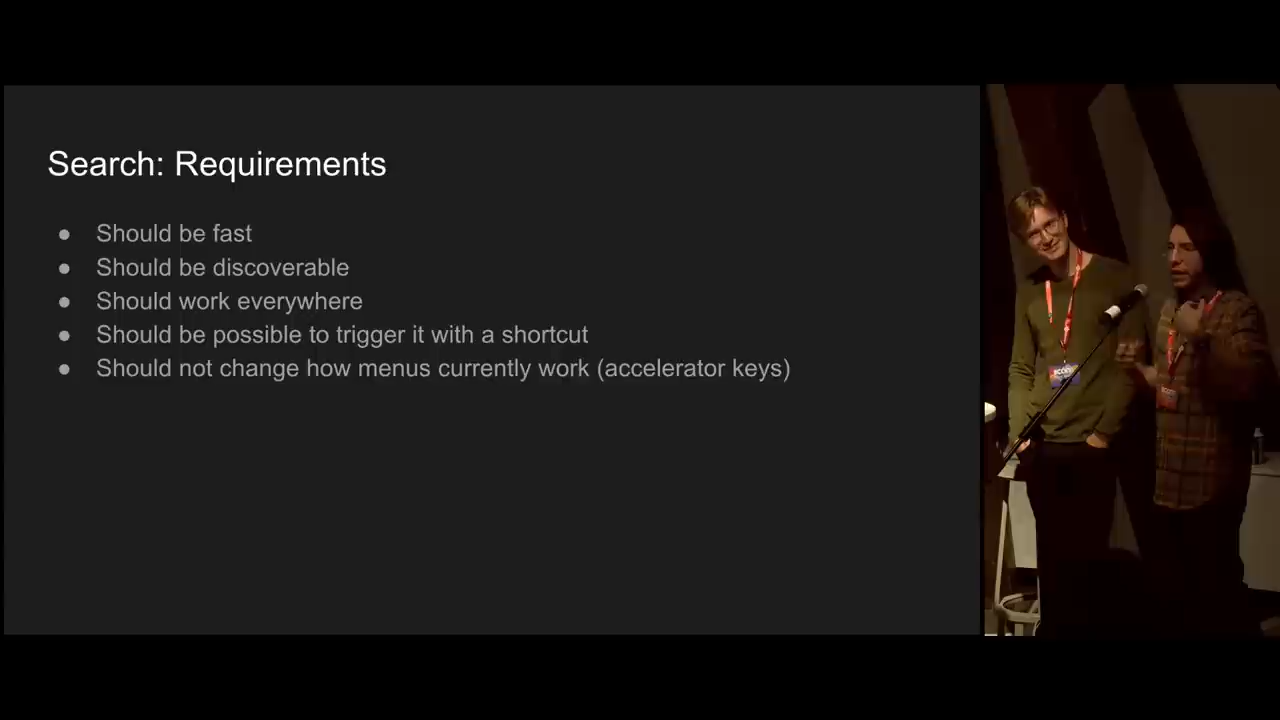 Search: Requirements
● Should be fast
● Should be discoverable
● Should work everywhere
● Should be possible to trigger it with a shortcut
● Should not change how menus currently work (accelerator keys)